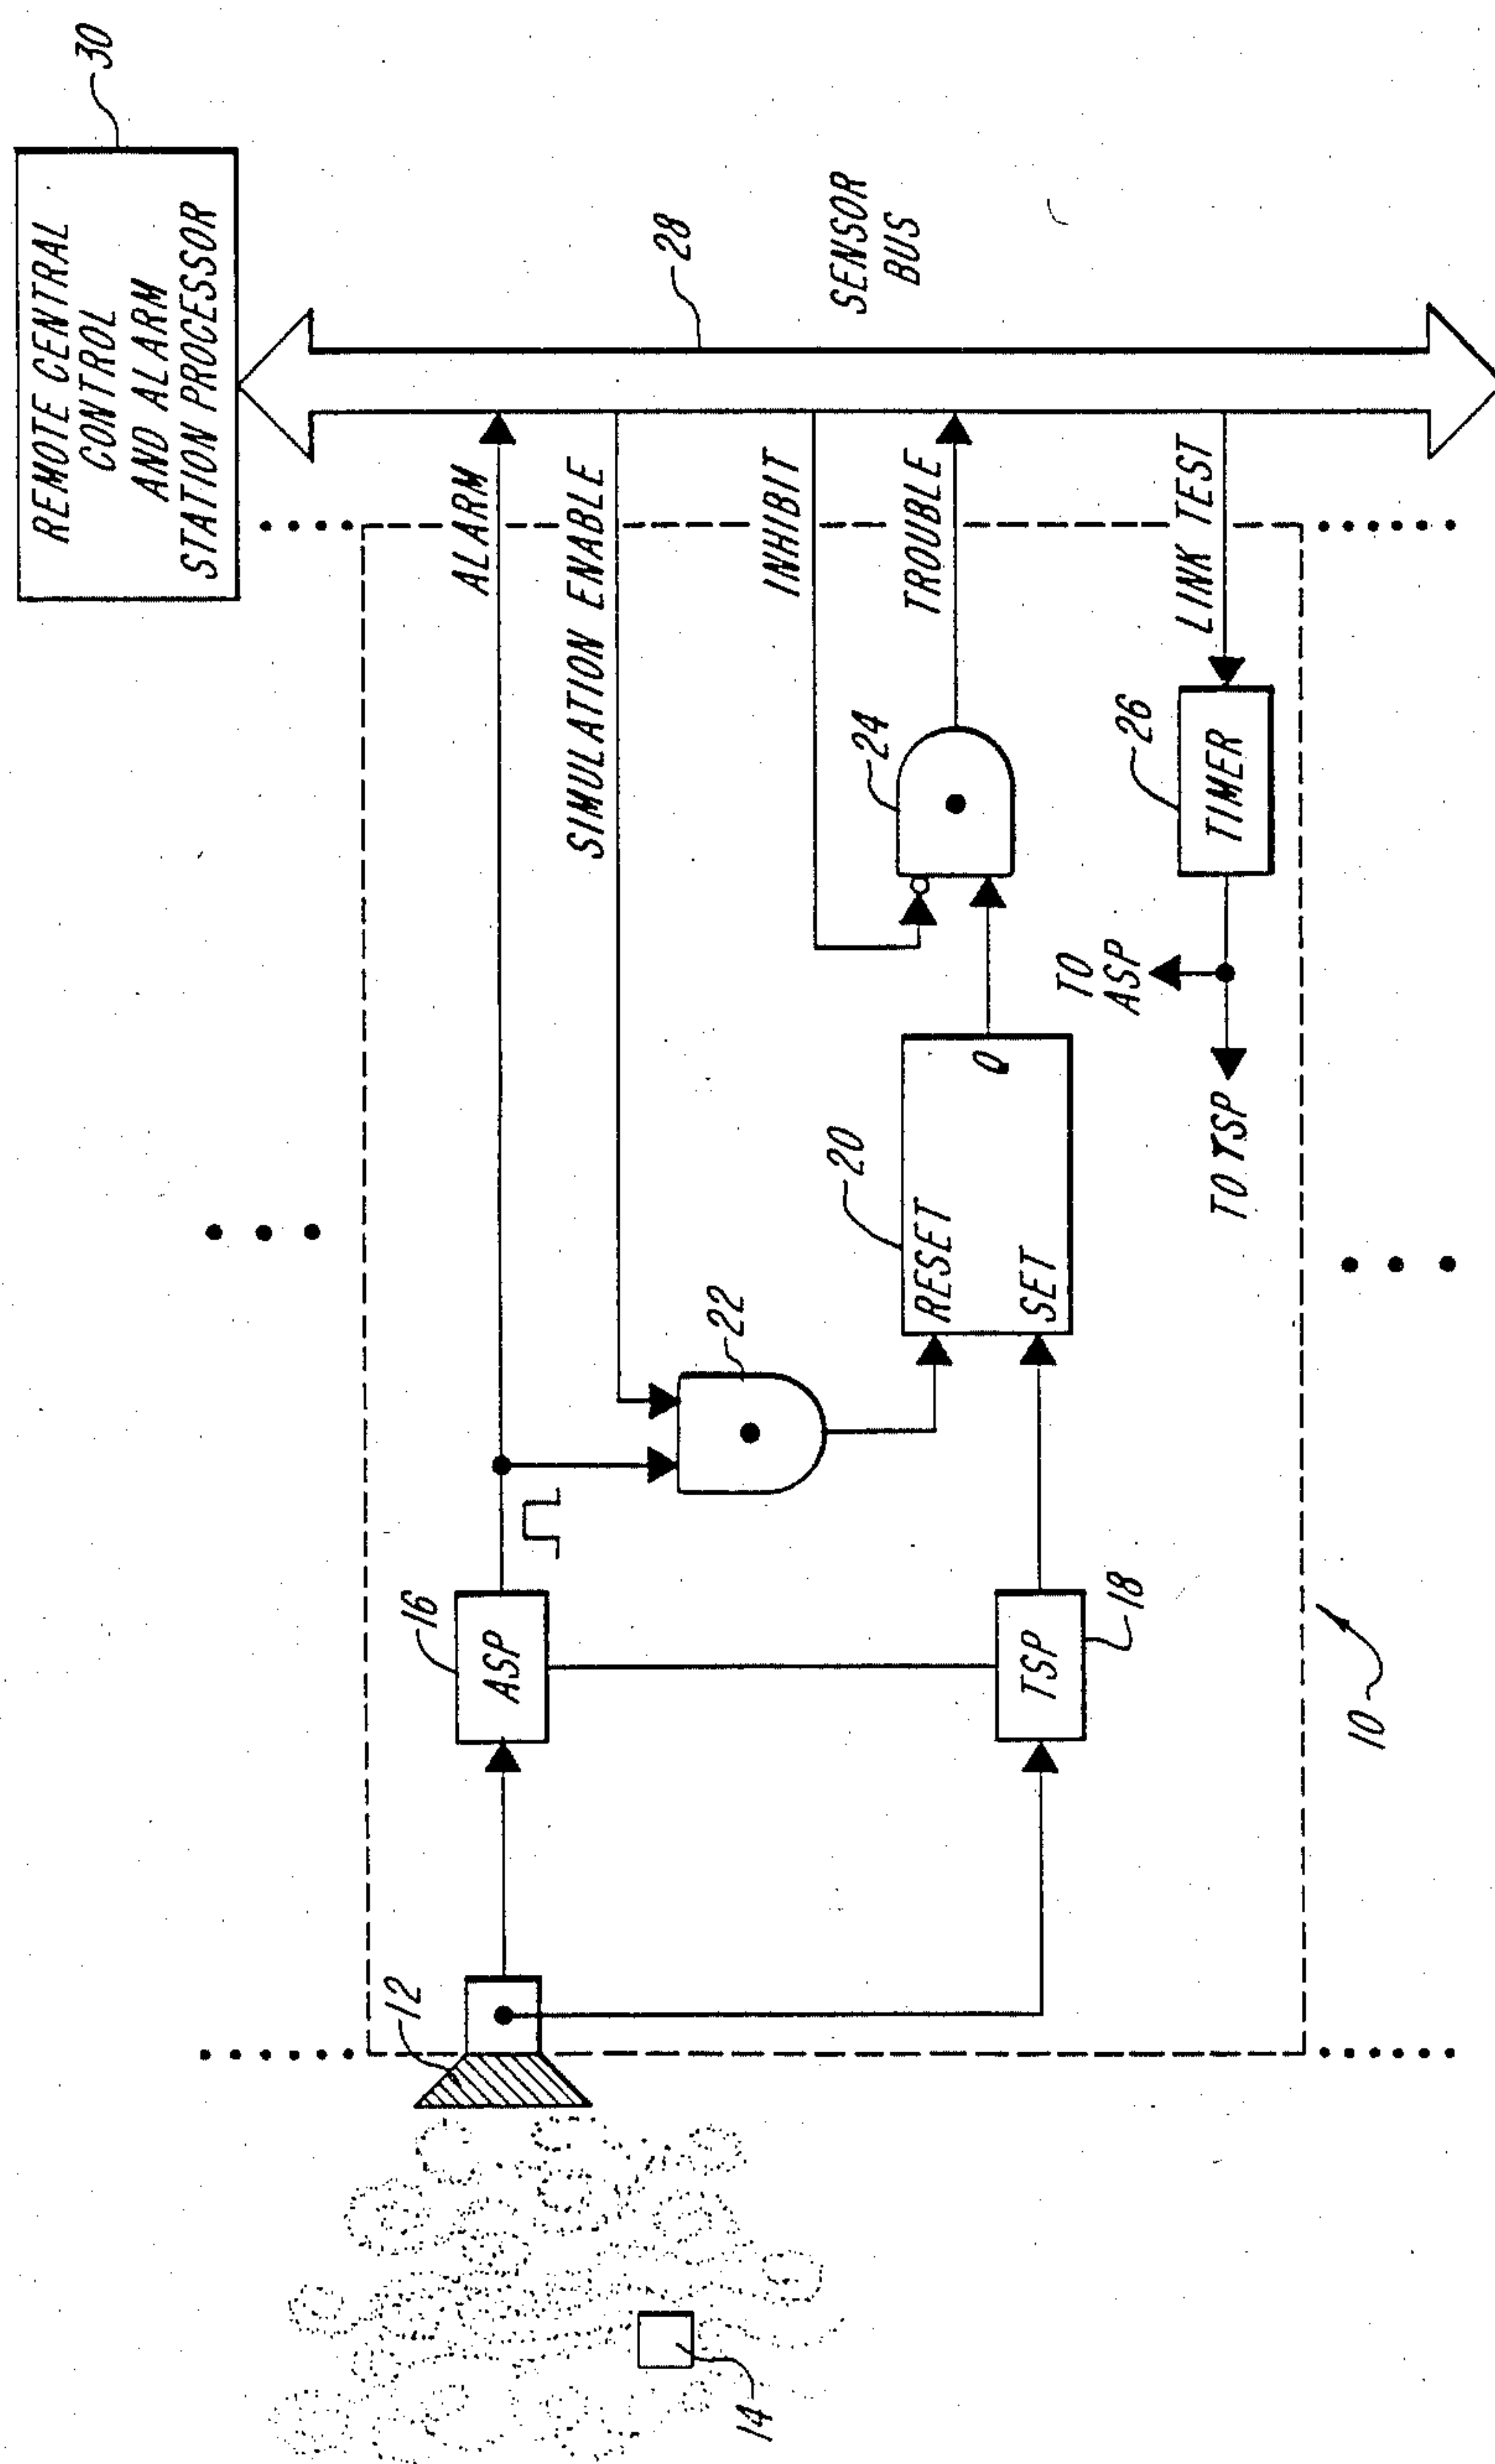 REMOTE CENTRAL
CONTROL
AND ALARM
STATION PROCESSOR
30
ALARM
SIMULATION ENABLE
INHIBIT
TROUBLE
LINK TEST
28
SENSOR
BUS
12
14
16
ASP
22
RESET
20
SET
Q
24
26
TIMER
TO
ASP
TO TSP
TSP
18
10